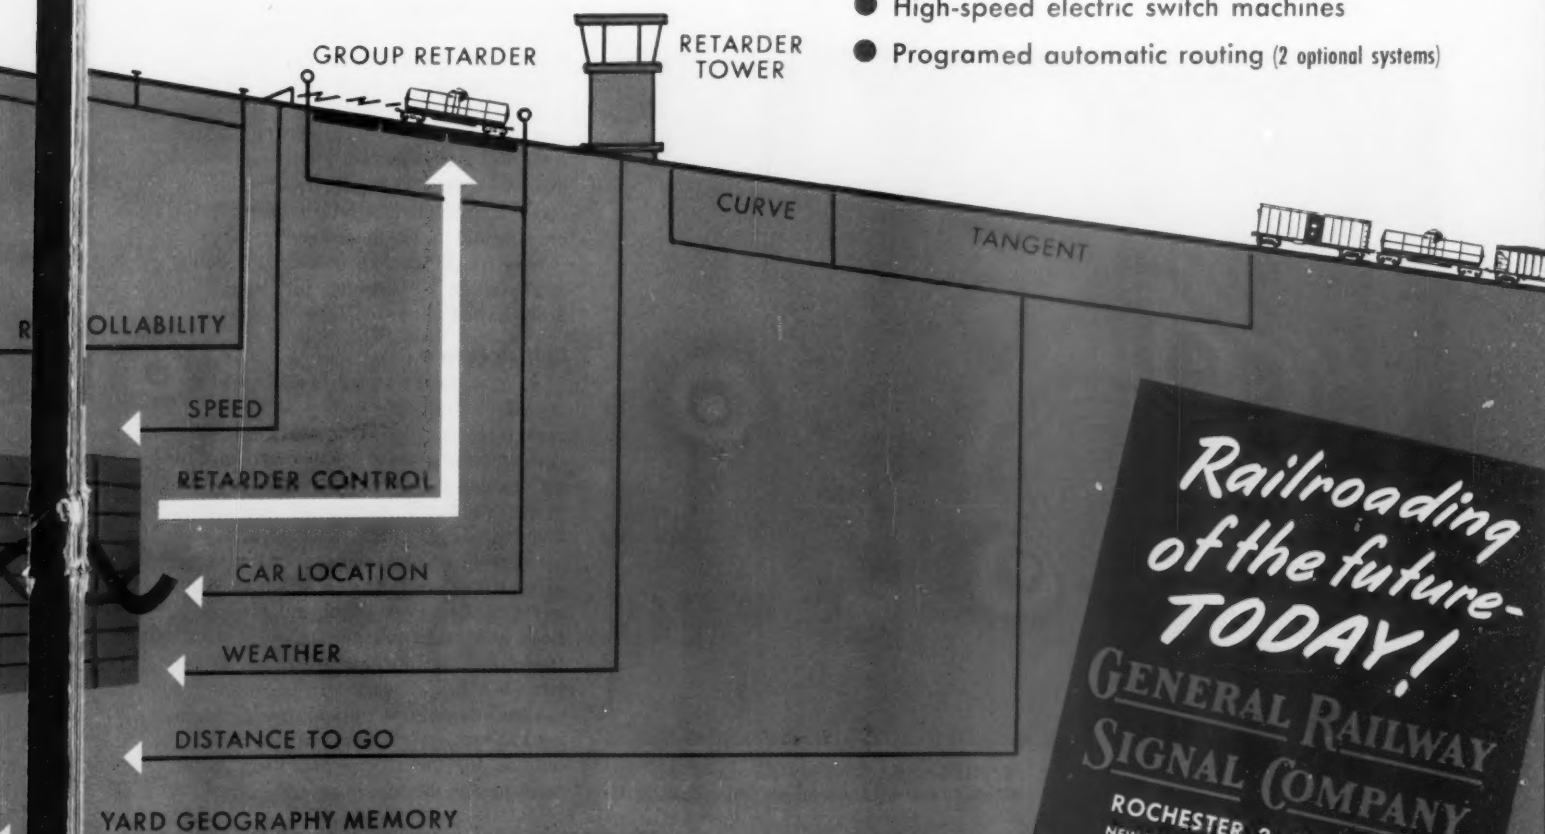 High-speed electric switch machines
Programed automatic routing (2 optional systems)
GROUP RETARDER
RETARDER
TOWER
CURVE
TANGENT
R OLLABILITY
SPEED
RETARDER CONTROL
CAR LOCATION
WEATHER
DISTANCE TO GO
YARD GEOGRAPHY MEMORY
Railroading
of the future-
TODAY!
GENERAL RAILWAY
SIGNAL COMPANY
ROCHESTER 2